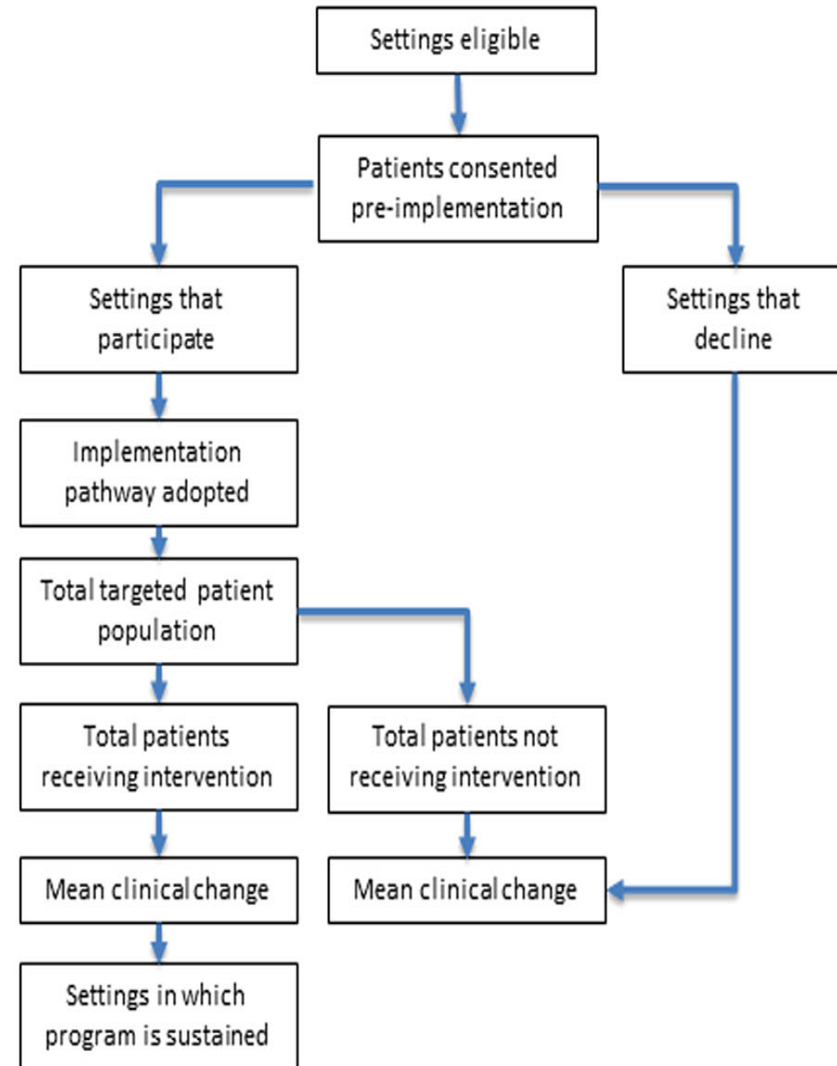 Settings eligible
Patients consented
pre-implementation
Settings that
participate
Settings that
decline
Implementation
pathway adopted
Total targeted patient
population
Total patients
receiving intervention
Total patients not
receiving intervention
Mean clinical change
Mean clinical change
Settings in which
program is sustained